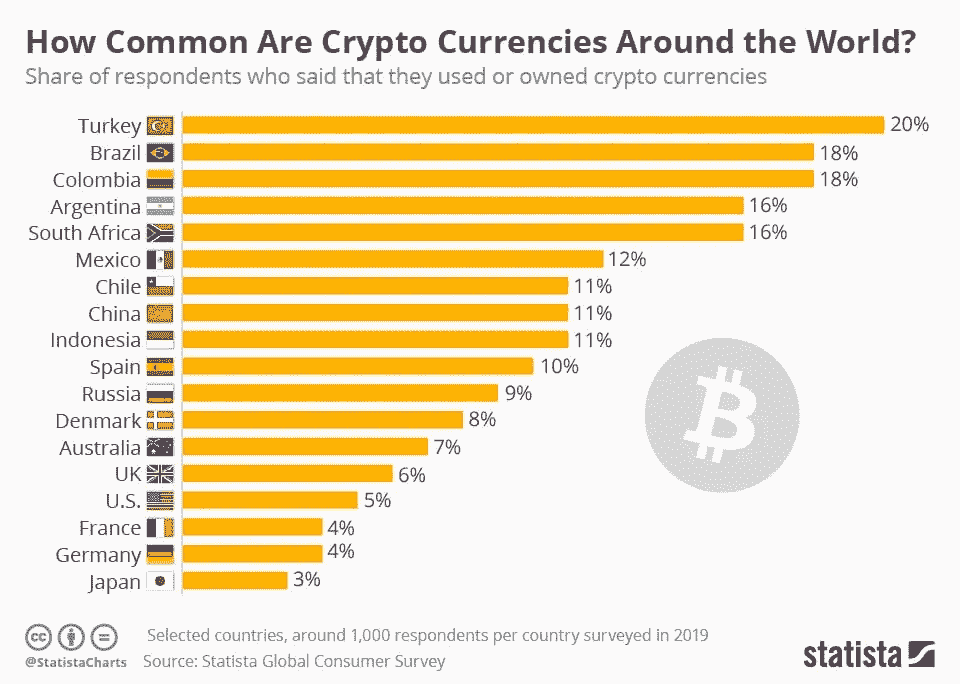 How Common Are Crypto Currencies Around the World?
Share of respondents who said that they used or owned crypto currencies
Turkey 20%
Brazil 18%
Colombia 18%
Argentina 16%
South Africa 16%
Mexico 12%
Chile 11%
China 11%
Indonesia 11%
Spain 10%
Russia 9%
Denmark 8%
Australia 7%
UK 6%
U.S. 5%
France 4%
Germany 4%
Japan 3%
cc
Selected countries, around 1,000 respondents per country surveyed in 2019
@StatistaCharts Source: Statista Global Consumer Survey
statista